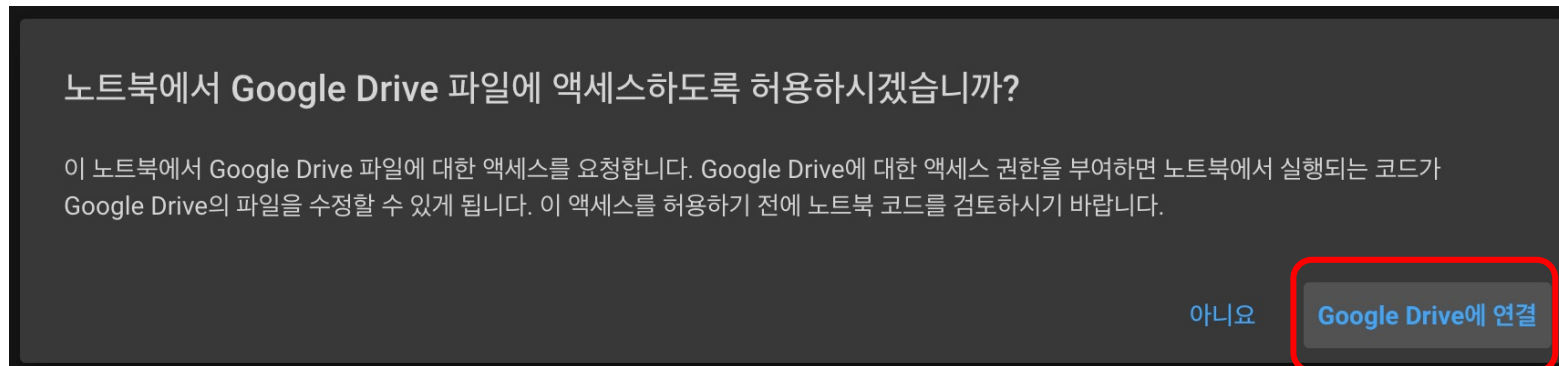 노트북에서 Google Drive 파일에 액세스하도록 허용하시겠습니까?
이 노트북에서 Google Drive 파일에 대한 액세스를 요청합니다. Google Drive에 대한 액세스 권한을 부여하면 노트북에서 실행되는 코드가
Google Drive의 파일을 수정할 수 있게 됩니다. 이 액세스를 허용하기 전에 노트북 코드를 검토하시기 바랍니다.
아니요 Google Drive에 연결